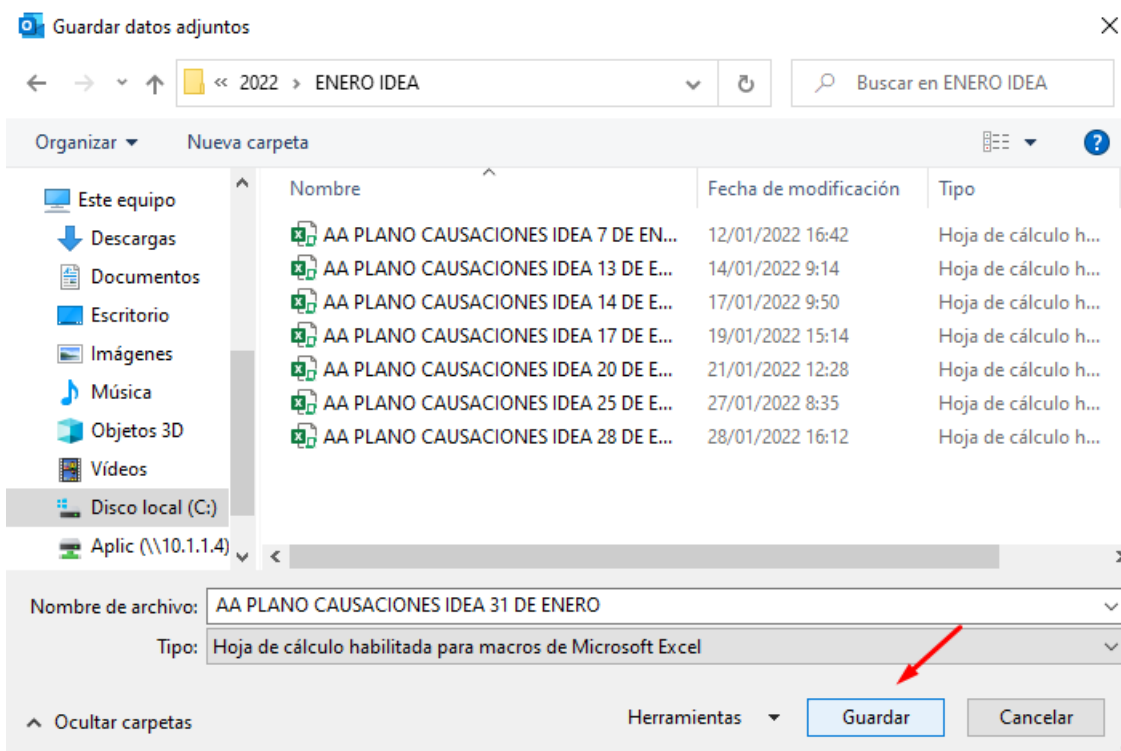 Guardar datos adjuntos
« 2022 > ENERO IDEA
Buscar en ENERO IDEA
Organizar
Nueva carpeta
Este equipo
Descargas
Documentos
Escritorio
Imágenes
Música
Objetos 3D
Vídeos
Disco local (C:)
Aplic (\\10.1.1.4)
Nombre Fecha de modificación Tipo
AA PLANO CAUSACIONES IDEA 7 DE EN... 12/01/2022 16:42 Hoja de cálculo h...
AA PLANO CAUSACIONES IDEA 13 DE E... 14/01/2022 9:14 Hoja de cálculo h...
AA PLANO CAUSACIONES IDEA 14 DE E... 17/01/2022 9:50 Hoja de cálculo h...
AA PLANO CAUSACIONES IDEA 17 DE E... 19/01/2022 15:14 Hoja de cálculo h...
AA PLANO CAUSACIONES IDEA 20 DE E... 21/01/2022 12:28 Hoja de cálculo h...
AA PLANO CAUSACIONES IDEA 25 DE E... 27/01/2022 8:35 Hoja de cálculo h...
AA PLANO CAUSACIONES IDEA 28 DE E... 28/01/2022 16:12 Hoja de cálculo h...
Nombre de archivo: AA PLANO CAUSACIONES IDEA 31 DE ENERO
Tipo: Hoja de cálculo habilitada para macros de Microsoft Excel
Ocultar carpetas
Herramientas
Guardar
Cancelar